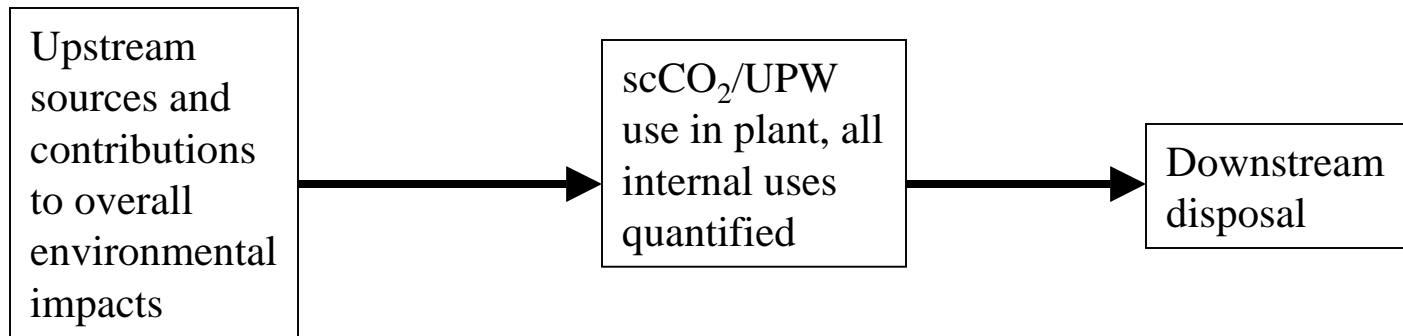 Upstream
sources and
contributions
to overall
environmental
impacts
scCO₂/UPW
use in plant, all
internal uses
quantified
Downstream
disposal